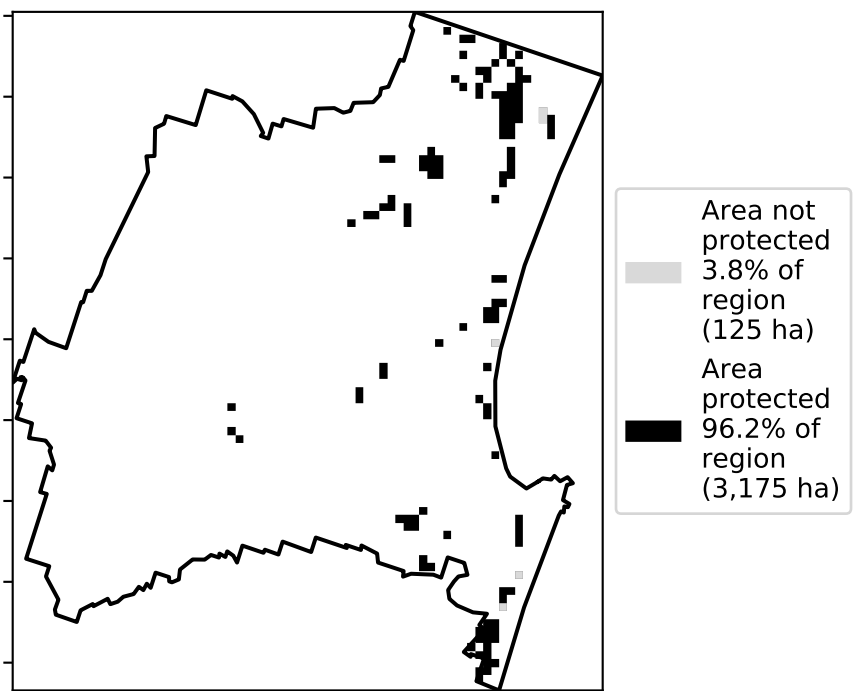 Area not
protected
3.8% of
region
(125 ha)
Area
protected
96.2% of
region
(3,175 ha)